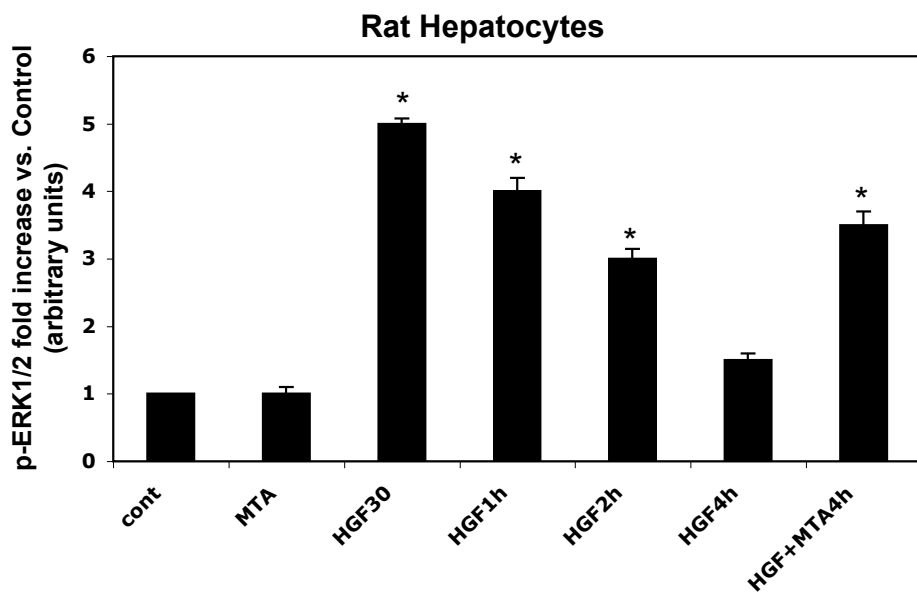 Rat Hepatocytes
p-ERK1/2 fold increase vs. Control
(arbitrary units)
6
5
4
3
2
1
0
*
*
*
*
cont
MTA
HGF30
HGF1h
HGF2h
HGF4h
HGF+MTA4h